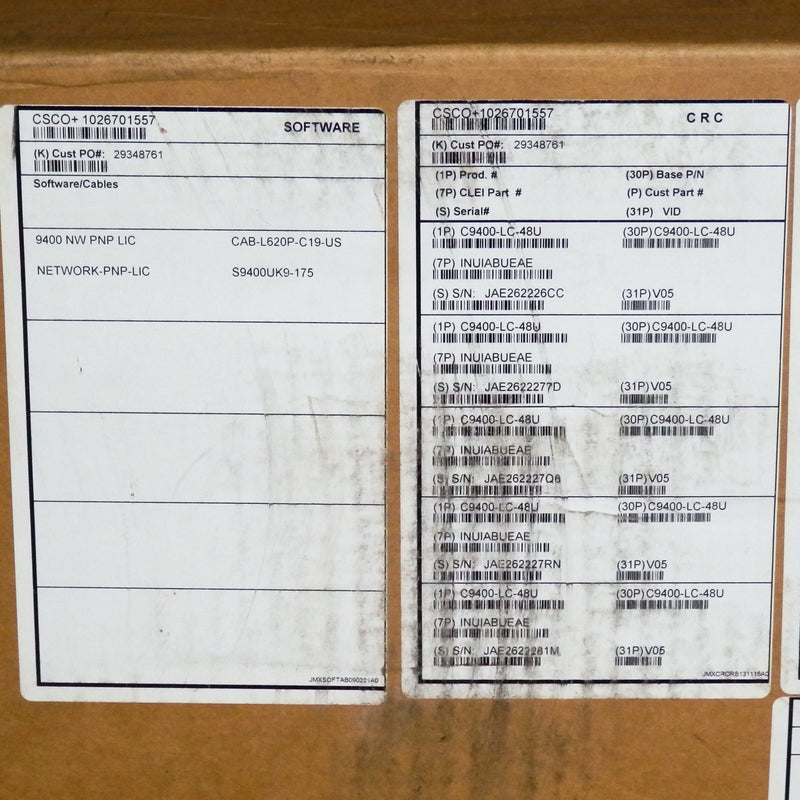 CSCO+ 1026701557
SOFTWARE
(K) Cust PO#: 29348761
Software/Cables
9400 NW PNP LIC CAB-L620P-C19-US
NETWORK-PNP-LIC S9400UK9-175
CSCO+1026701557
CRC
(K) Cust PO#: 29348761
(1P) Prod. # (30P) Base P/N
(7P) CLEI Part # (P) Cust Part #
(S) Serial# (31P) VID
(1P) C9400-LC-48U (30P)C9400-LC-48U
(7P) INUIABUEAE
(S) S/N: JAE262226CC (31P)V05
(1P) C9400-LC-48U (30P)C9400-LC-48U
(7P) INUIABUEAE
(S) S/N: JAE2622277D (31P)V05
(1P) C9400-LC-48U (30P)C9400-LC-48U
(7P) INUIABUEAE
(S) S/N: JAE262227Q6 (31P)V05
(1P) C9400-LC-48U (30P)C9400-LC-48U
(7P) INUIABUEAE
(S) S/N: JAE262227RN (31P)V05
(1P) C9400-LC-48U (30P)C9400-LC-48U
(7P) INUIABUEAE
(S) S/N: JAE2622281M (31P)V05